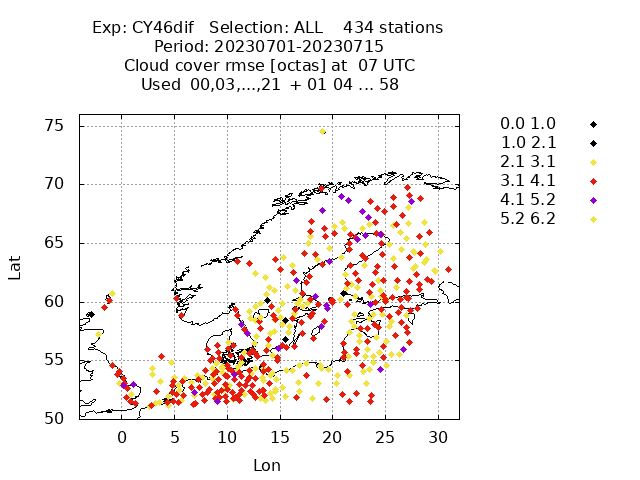 Exp: CY46dif   Selection: ALL    434 stations
Period: 20230701-20230715
Cloud cover rmse [octas] at  07 UTC
Used  00,03,...,21  + 01 04 ... 58
0.0 1.0
1.0 2.1
2.1 3.1
3.1 4.1
4.1 5.2
5.2 6.2
75
70
65
60
55
50
Lat
0 5 10 15 20 25 30
Lon